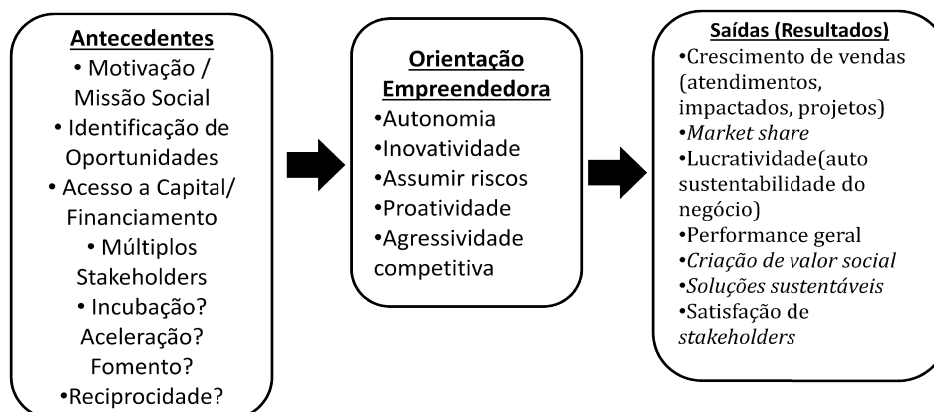 Antecedentes
• Motivação /
Missão Social
• Identificação de
Oportunidades
• Acesso a Capital/
Financiamento
• Múltiplos
Stakeholders
• Incubação?
Aceleração?
Fomento?
•Reciprocidade?
Orientação
Empreendedora
•Autonomia
•Inovatividade
•Assumir riscos
•Proatividade
•Agressividade
competitiva
Saídas (Resultados)
•Crescimento de vendas
(atendimentos,
impactados, projetos)
•Market share
•Lucratividade(auto
sustentabilidade do
negócio)
•Performance geral
•Criação de valor social
•Soluções sustentáveis
•Satisfação de
stakeholders